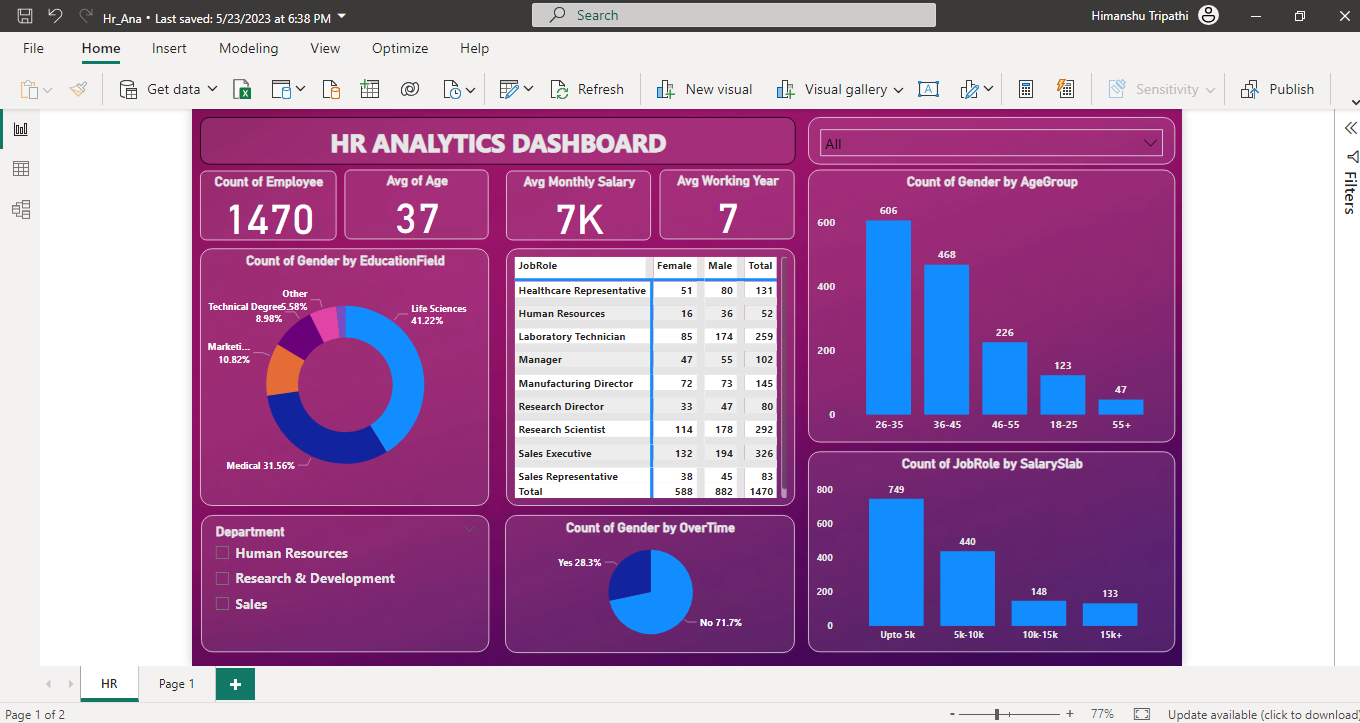 Hr_Ana • Last saved: 5/23/2023 at 6:38 PM
Search
Himanshu Tripathi
File Home Insert Modeling View Optimize Help
Get data
Refresh
New visual
Visual gallery
A
Sensitivity
Publish
HR ANALYTICS DASHBOARD
All
Filters
Count of Employee
1470
Avg of Age
37
Avg Monthly Salary
7K
Avg Working Year
7
Count of Gender by EducationField
Other
5.58%
Technical Degree
8.98%
Marketi...
10.82%
Medical 31.56%
Life Sciences
41.22%
JobRole Female Male Total
Healthcare Representative 51 80 131
Human Resources 16 36 52
Laboratory Technician 85 174 259
Manager 47 55 102
Manufacturing Director 72 73 145
Research Director 33 47 80
Research Scientist 114 178 292
Sales Executive 132 194 326
Sales Representative 38 45 83
Total 588 882 1470
Count of Gender by AgeGroup
600
400
200
0
606
468
226
123
47
26-35 36-45 46-55 18-25 55+
Department
Human Resources
Research & Development
Sales
Count of Gender by OverTime
Yes 28.3%
No 71.7%
Count of JobRole by SalarySlab
800
600
400
200
0
749
440
148
133
Upto 5k 5k-10k 10k-15k 15k+
HR Page 1
Page 1 of 2
- + 77%
Update available (click to download)